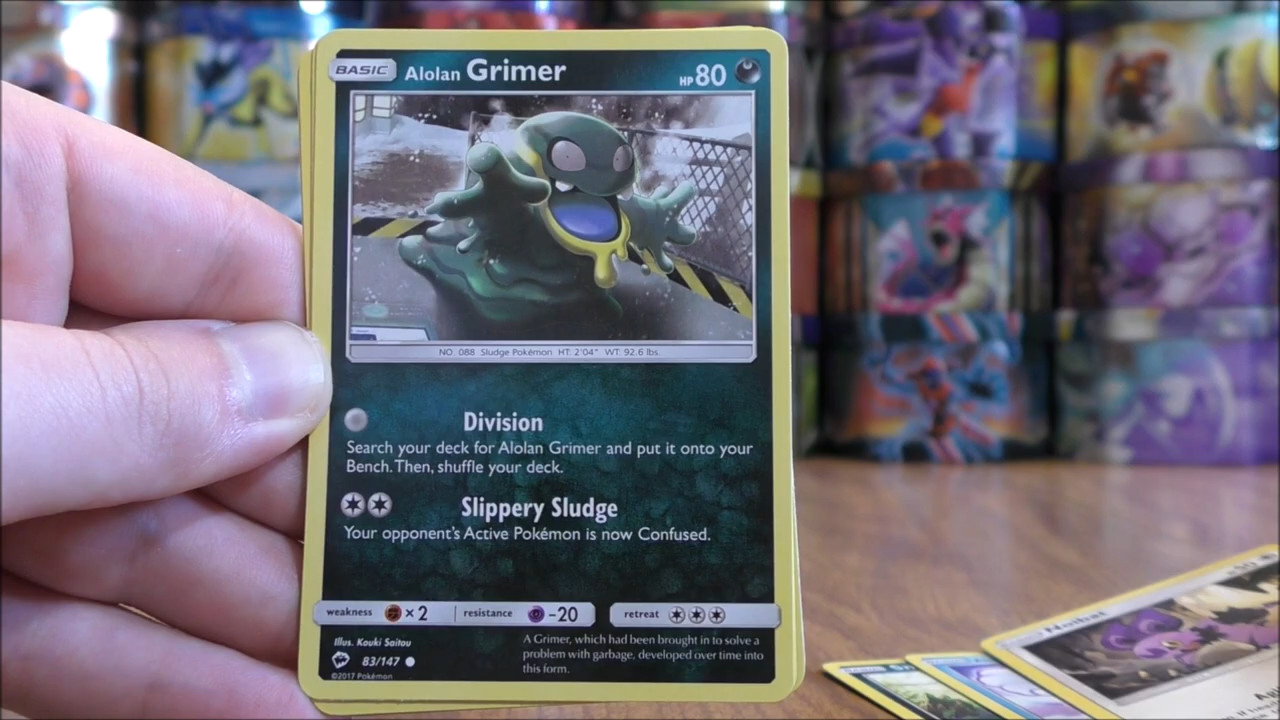 BASIC Alolan Grimer HP 80
NO. 088 Sludge Pokémon HT: 2'04" WT: 92.6 lbs.
Division
Search your deck for Alolan Grimer and put it onto your
Bench. Then, shuffle your deck.
Slippery Sludge
Your opponent's Active Pokémon is now Confused.
weakness ×2 resistance -20 retreat
Illus. Kouki Saitou
83/147
©2017 Pokémon
A Grimer, which had been brought in to solve a
problem with garbage, developed over time into
this form.
Noibat